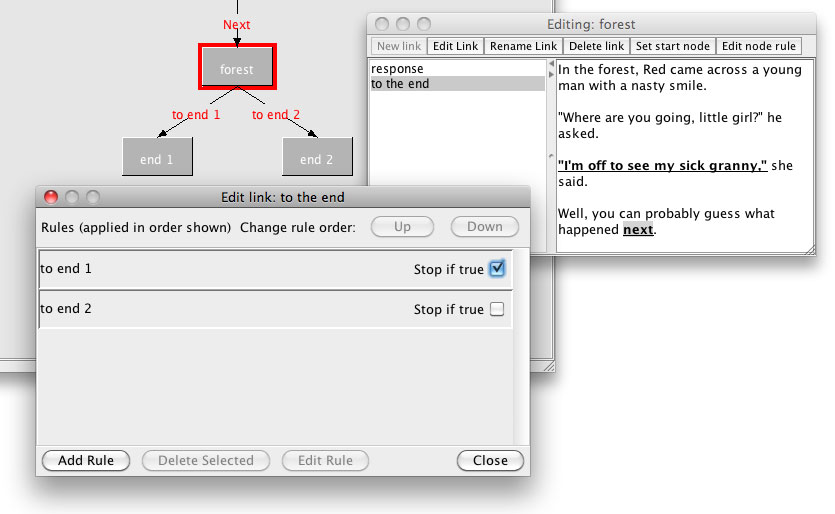 Next
forest
to end 1
to end 2
end 1
end 2
Editing: forest
New link
Edit Link
Rename Link
Delete link
Set start node
Edit node rule
response
to the end
In the forest, Red came across a young
man with a nasty smile.
"Where are you going, little girl?" he
asked.
"I'm off to see my sick granny," she
said.
Well, you can probably guess what
happened next.
Edit link: to the end
Rules (applied in order shown)
Change rule order:
Up
Down
to end 1
Stop if true
to end 2
Stop if true
Add Rule
Delete Selected
Edit Rule
Close